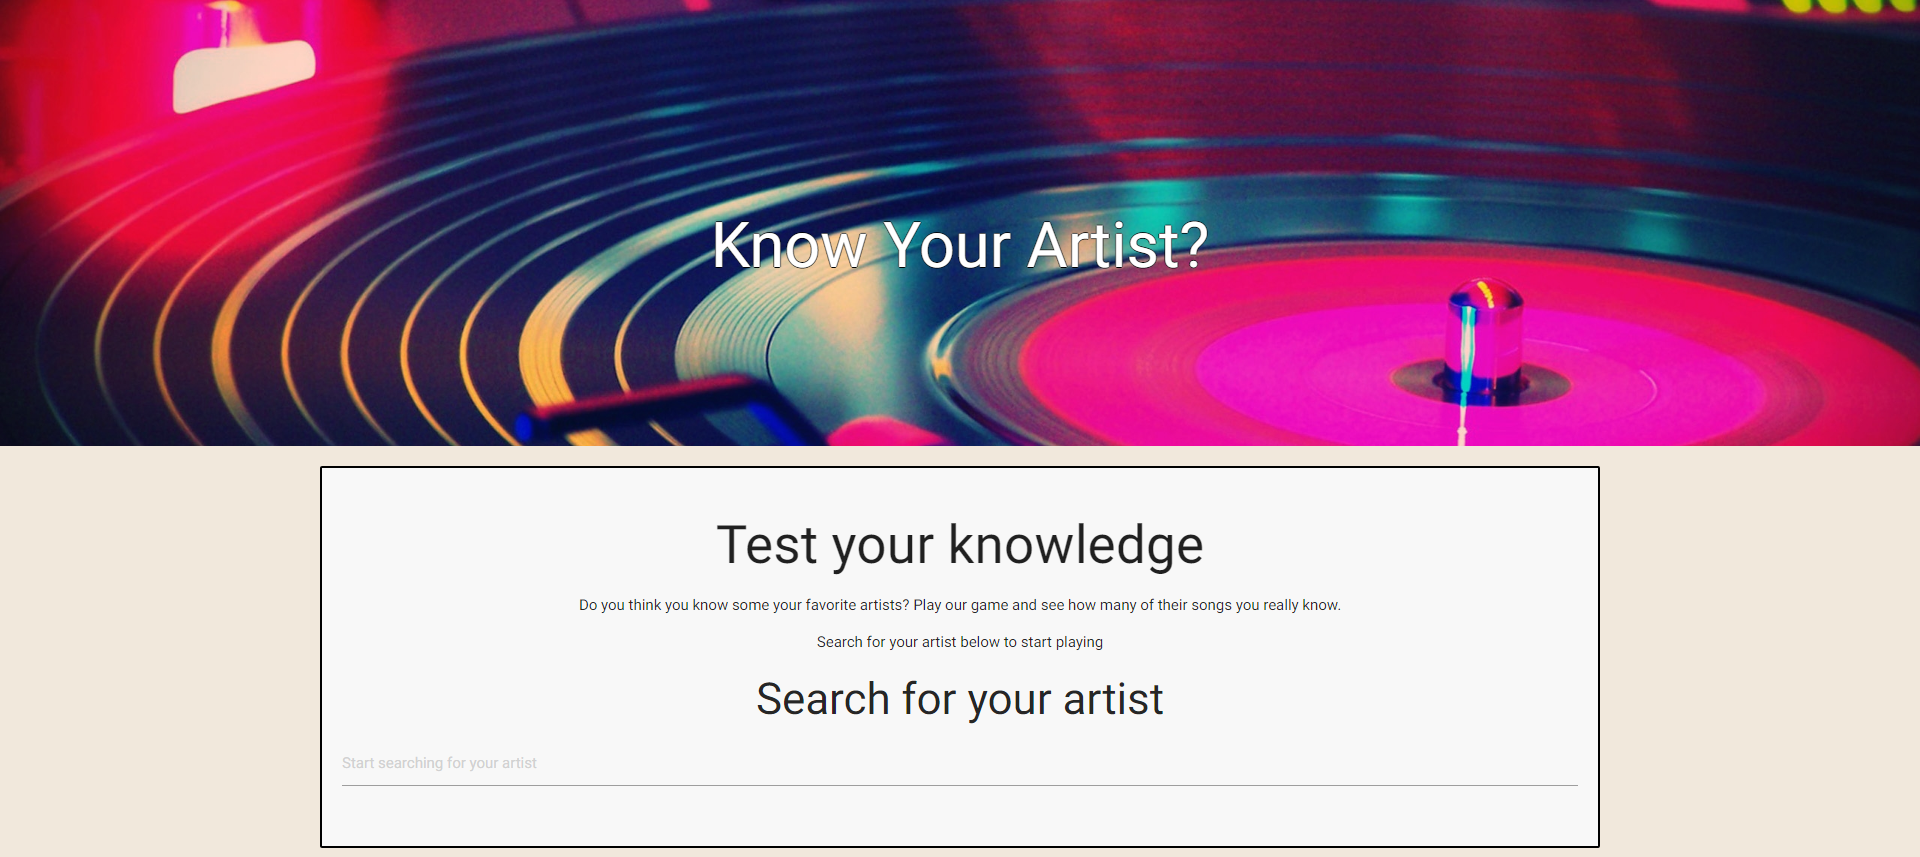 Know Your Artist?
Test your knowledge
Do you think you know some your favorite artists? Play our game and see how many of their songs you really know.
Search for your artist below to start playing
Search for your artist
Start searching for your artist